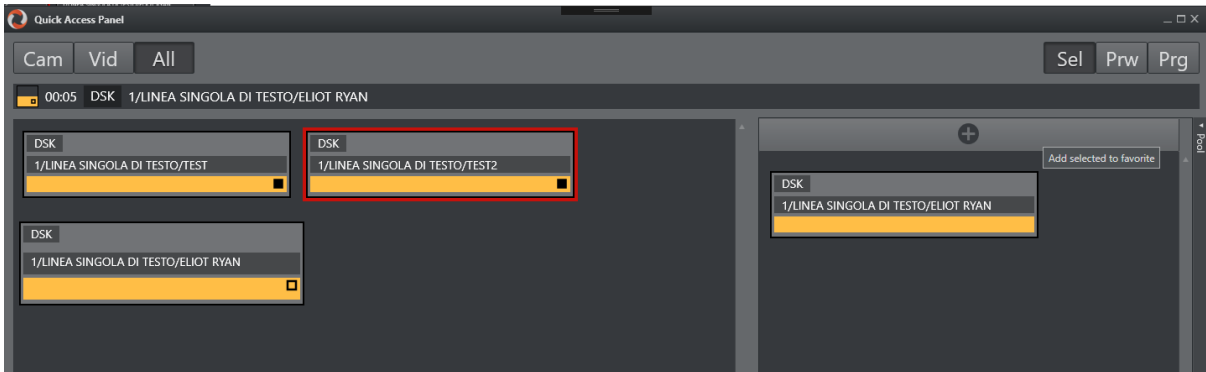 Quick Access Panel
Cam Vid All Sel Prw Prg
00:05 DSK 1/LINEA SINGOLA DI TESTO/ELIOT RYAN
DSK
1/LINEA SINGOLA DI TESTO/TEST
DSK
1/LINEA SINGOLA DI TESTO/TEST2
DSK
1/LINEA SINGOLA DI TESTO/ELIOT RYAN
Add selected to favorite
DSK
1/LINEA SINGOLA DI TESTO/ELIOT RYAN
Pool